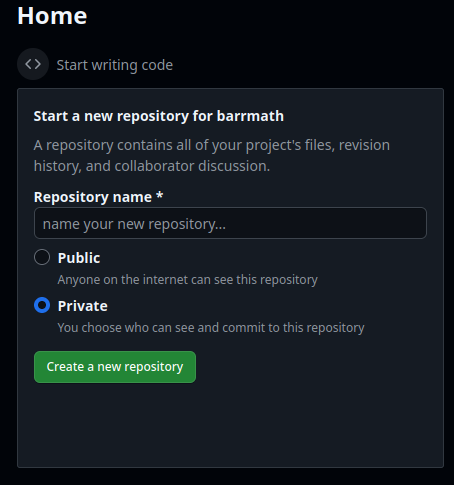 Home
Start writing code
Start a new repository for barrmath
A repository contains all of your project's files, revision
history, and collaborator discussion.
Repository name *
name your new repository...
Public
Anyone on the internet can see this repository
Private
You choose who can see and commit to this repository
Create a new repository